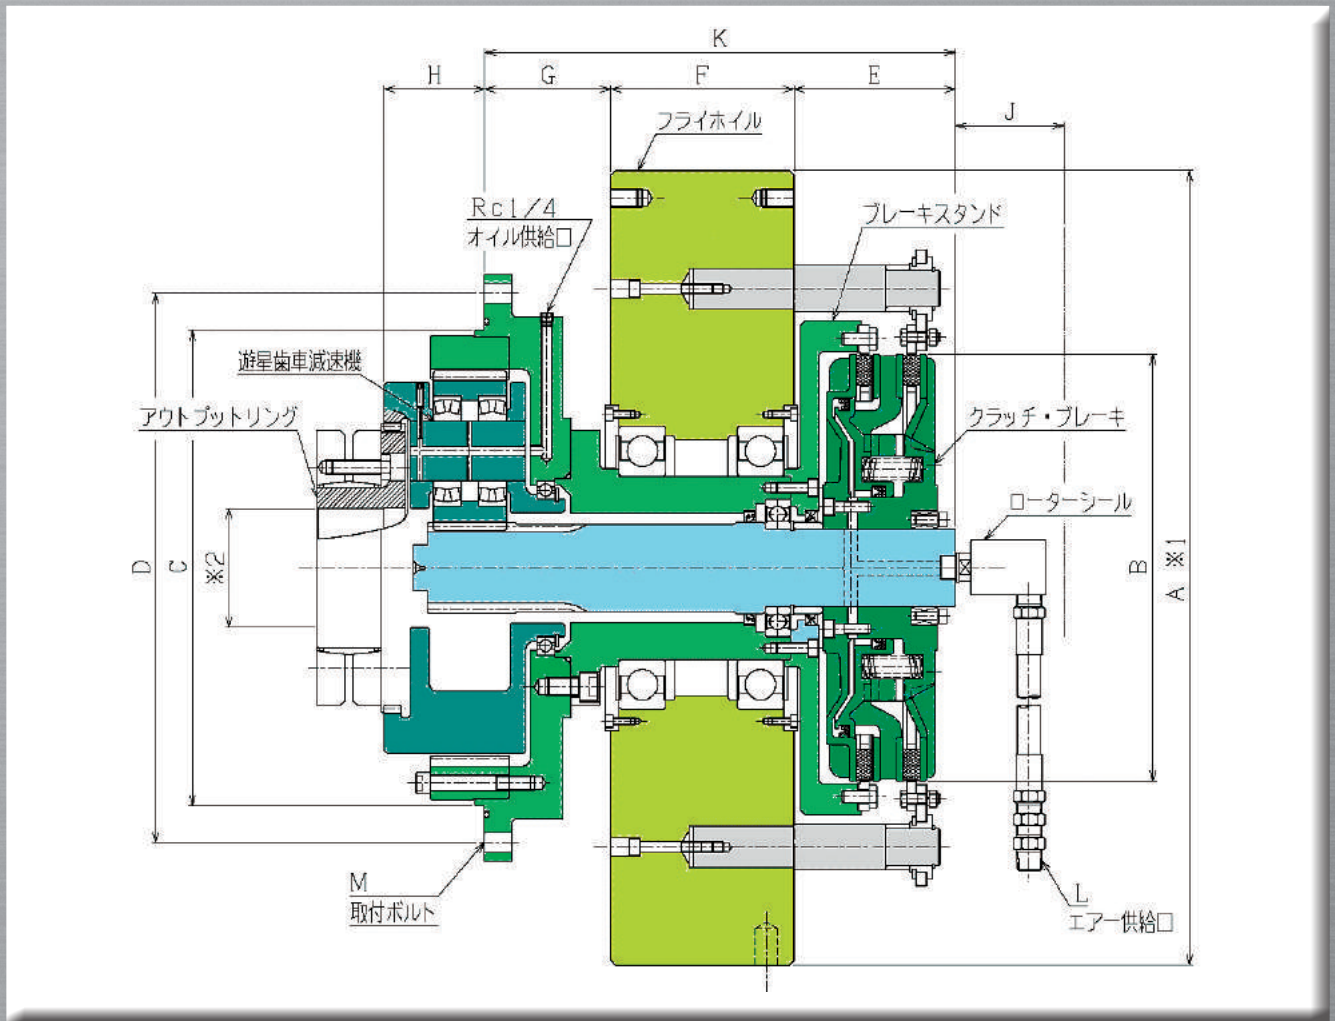 K
H
G
F
E
J
フライホイル
Rc1/4
オイル供給口
ブレーキスタンド
遊星歯車減速機
アウトプットリング
クラッチ・ブレーキ
ローターシール
D
C
※2
B
A ※1
M
取付ボルト
L
エアー供給口